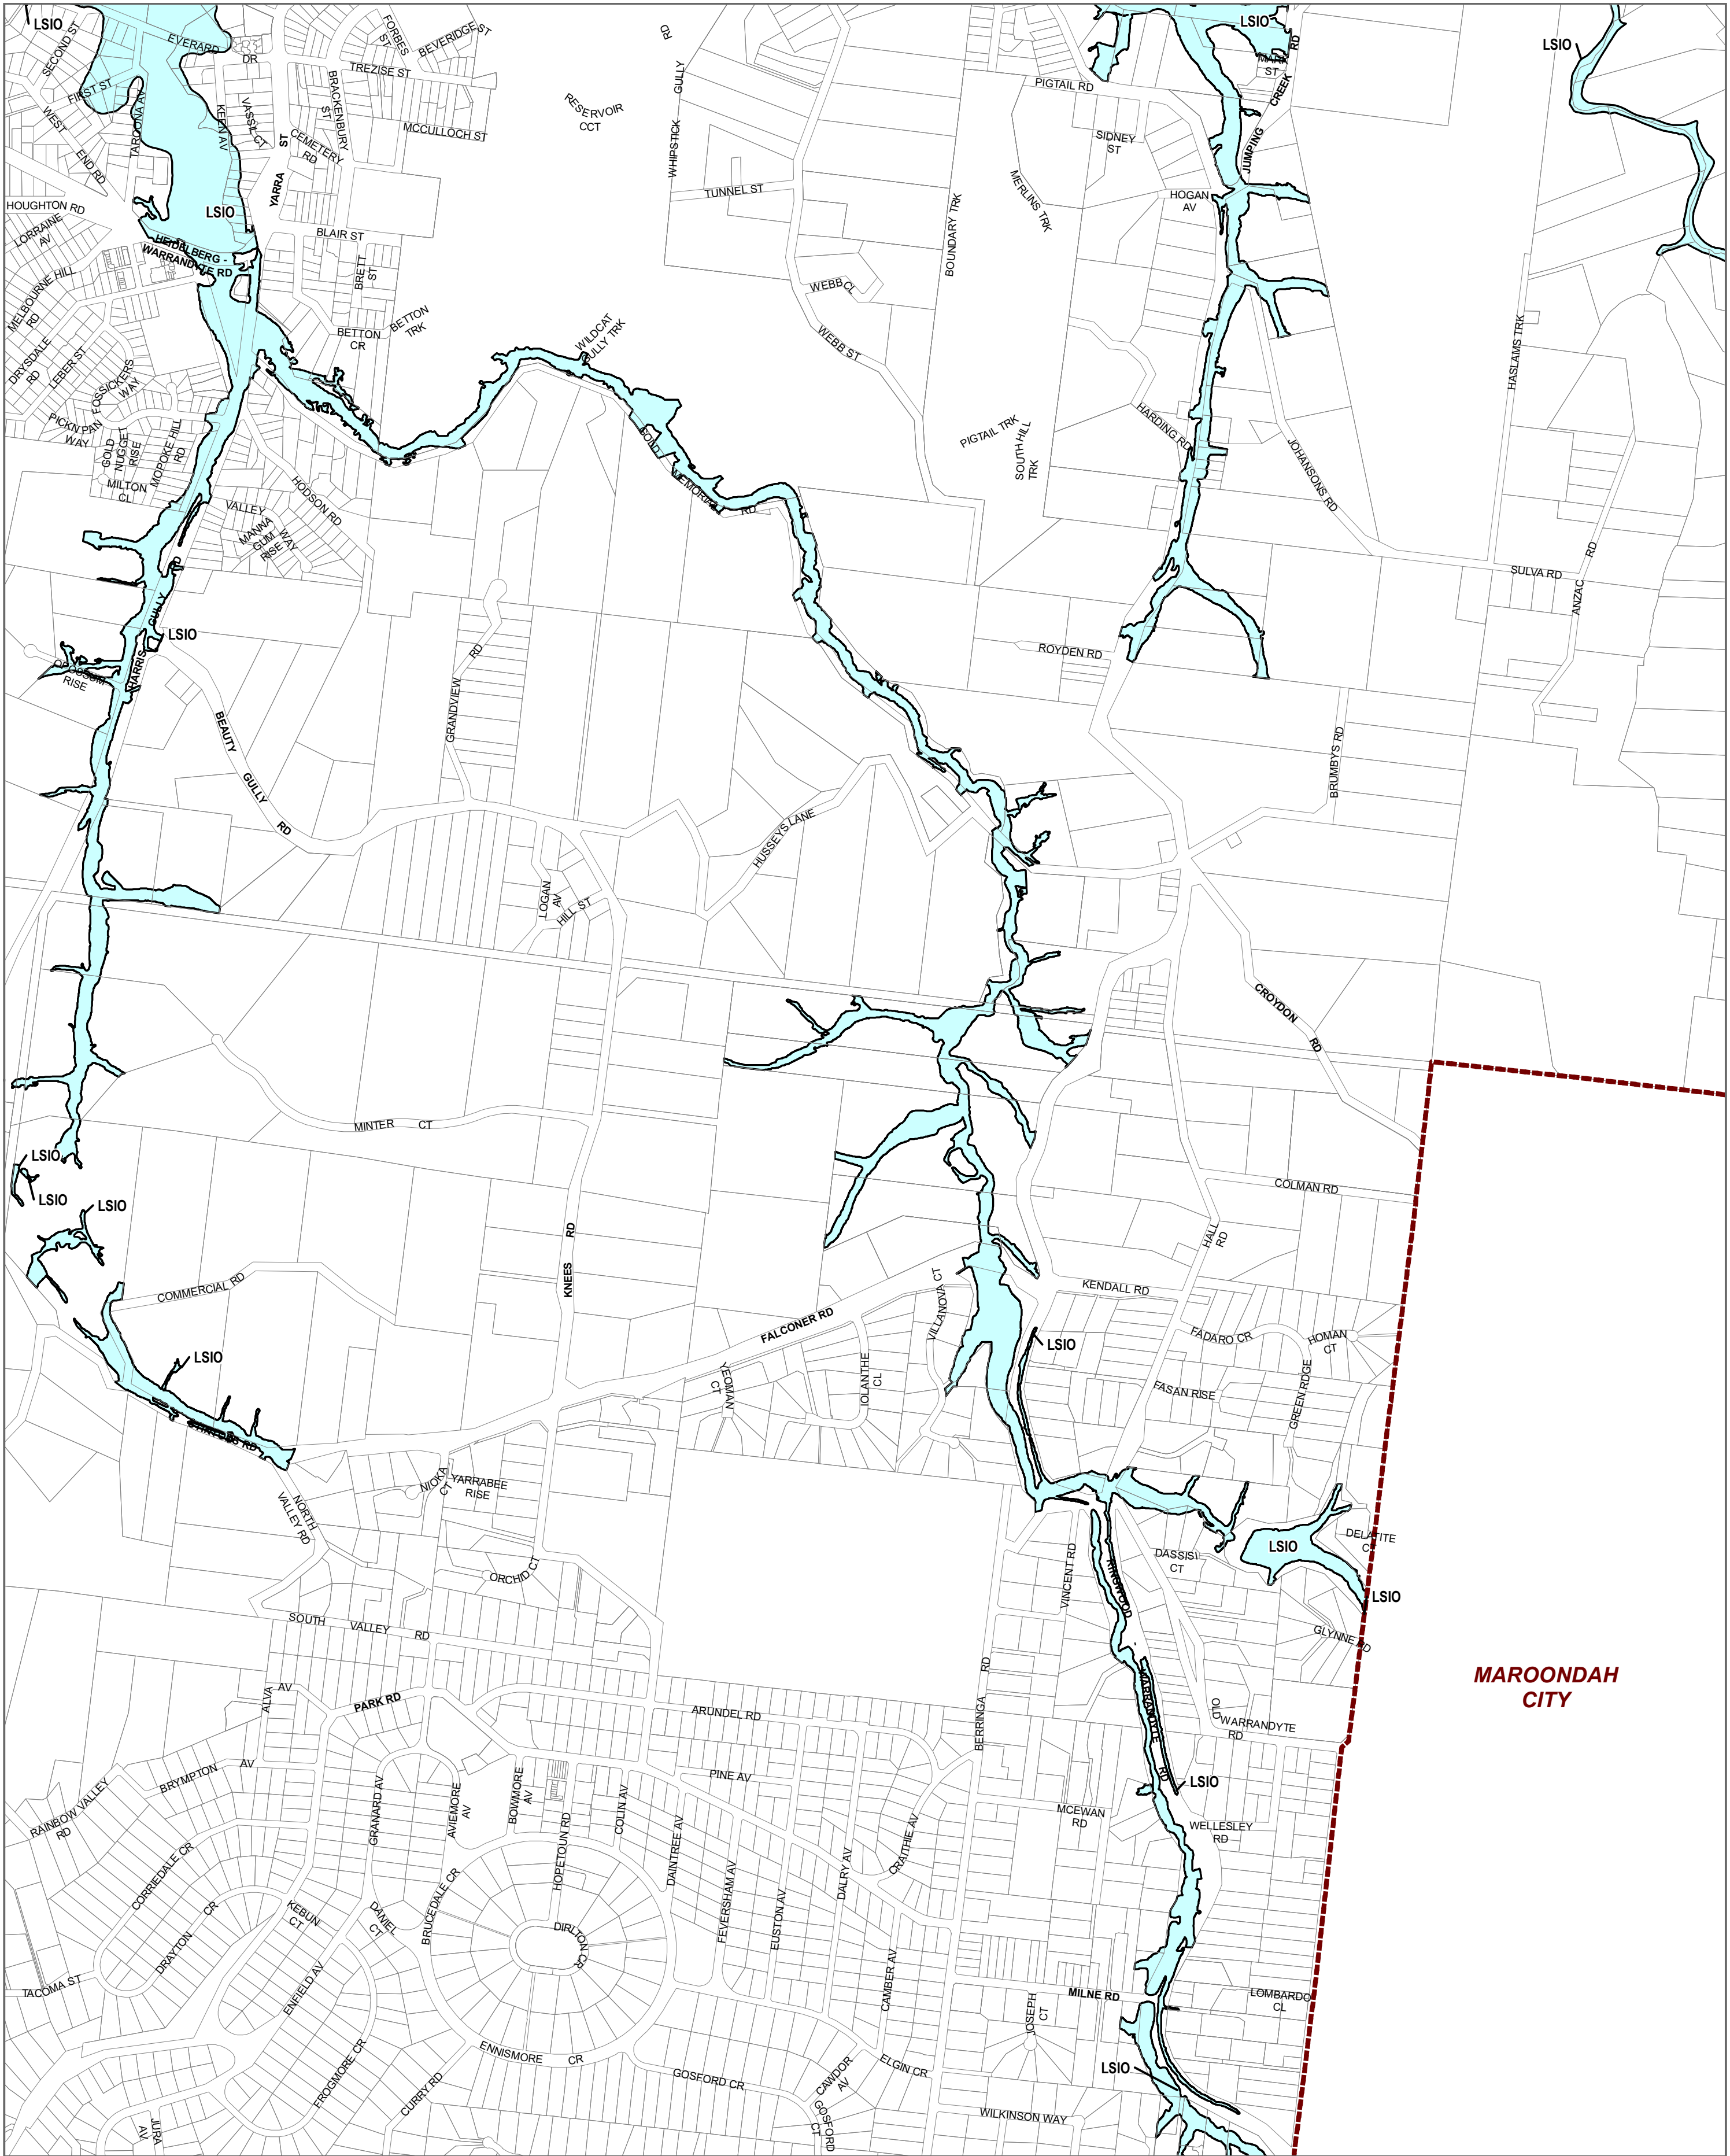 LSIO
SECOND ST
EVERARD
DR
FORBES
ST
BEVERIDGE ST
TREZISE ST
BRACKENBURY
ST
FIRST ST
WEST
END RD
TAROONA AV
KEEN AV
VASSIL CT
YARRA
ST
CEMETERY
RD
MCCULLOCH ST
RESERVOIR
CCT
RD
WHIPSTICK
GULLY
TUNNEL ST
PIGTAIL RD
SIDNEY
ST
MERLINS TRK
BOUNDARY TRK
HOGAN
AV
LSIO
MARK
ST
JUMPING
CREEK
RD
LSIO
HOUGHTON RD
LORRAINE
AV
LSIO
HEIDELBERG -
WARRANDYTE RD
BLAIR ST
BRETT
ST
MELBOURNE HILL
RD
DRYSDALE
RD
LEBER ST
FOSSICKERS
WAY
BETTON
CR
BETTON
TRK
WILDCAT
GULLY TRK
WEBB CL
WEBB ST
PICKN PAN
WAY
GOLD
NUGGET
RISE
MOPOKE HILL
RD
MILTON
CL
HODSON RD
VALLEY
WAY
MANNA
GUM
RISE
MEMORIAL
RD
PIGTAIL TRK
SOUTH HILL
TRK
HARDING RD
JOHANSONS RD
HASLAMS TRK
SULVA RD
ANZAC
RD
HARRIS
GULLY
RD
LSIO
OPOSSUM
RISE
BEAUTY
GULLY
RD
GRANDVIEW
RD
ROYDEN RD
BRUMBYS RD
HUSSEYS LANE
LOGAN
AV
HILL ST
CROYDON
RD
MINTER CT
LSIO
LSIO
LSIO
COLMAN RD
HALL
RD
KNEES
RD
COMMERCIAL RD
KENDALL RD
FALCONER RD
VILLANOVA CT
LSIO
FADARO CR
HOMAN
CT
LSIO
YEOMAN
CT
IOLANTHE
CL
FASAN RISE
GREEN RDGE
NIOKA
CT
YARRABEE
RISE
NORTH
VALLEY RD
ORCHID CT
LSIO
DELATITE
CT
DASSISI
CT
VINCENT RD
LSIO
RINGWOOD
-
WARRANDYTE
RD
GLYNNE RD
SOUTH
VALLEY
RD
MAROONDAH
CITY
ALVA
AV
PARK RD
ARUNDEL RD
BERRINGA
RD
OLD
WARRANDYTE
RD
BRYMPTON
AV
PINE AV
LSIO
RAINBOW VALLEY
RD
GRANARD AV
AVIEMORE
AV
BOWMORE
AV
COLIN AV
MCEWAN
RD
WELLESLEY
RD
CORRIEDALE CR
HOPETOUN RD
DAINTREE AV
DALRY AV
CRAITHIE AV
FEVERSHAM AV
EUSTON AV
BRUCEDALE CR
KEBUN
CT
DANIEL
CT
DRAYTON
CR
DIRLTON CR
TACOMA ST
ENFIELD AV
CAMBER AV
JOSEPH
CT
MILNE RD
LOMBARDO
CL
ENNISMORE
CR
FROGMORE CR
CURRY RD
GOSFORD CR
CAWDOR
AV
ELGIN CR
LSIO
GOSFORD
CT
WILKINSON WAY
JURA
AV